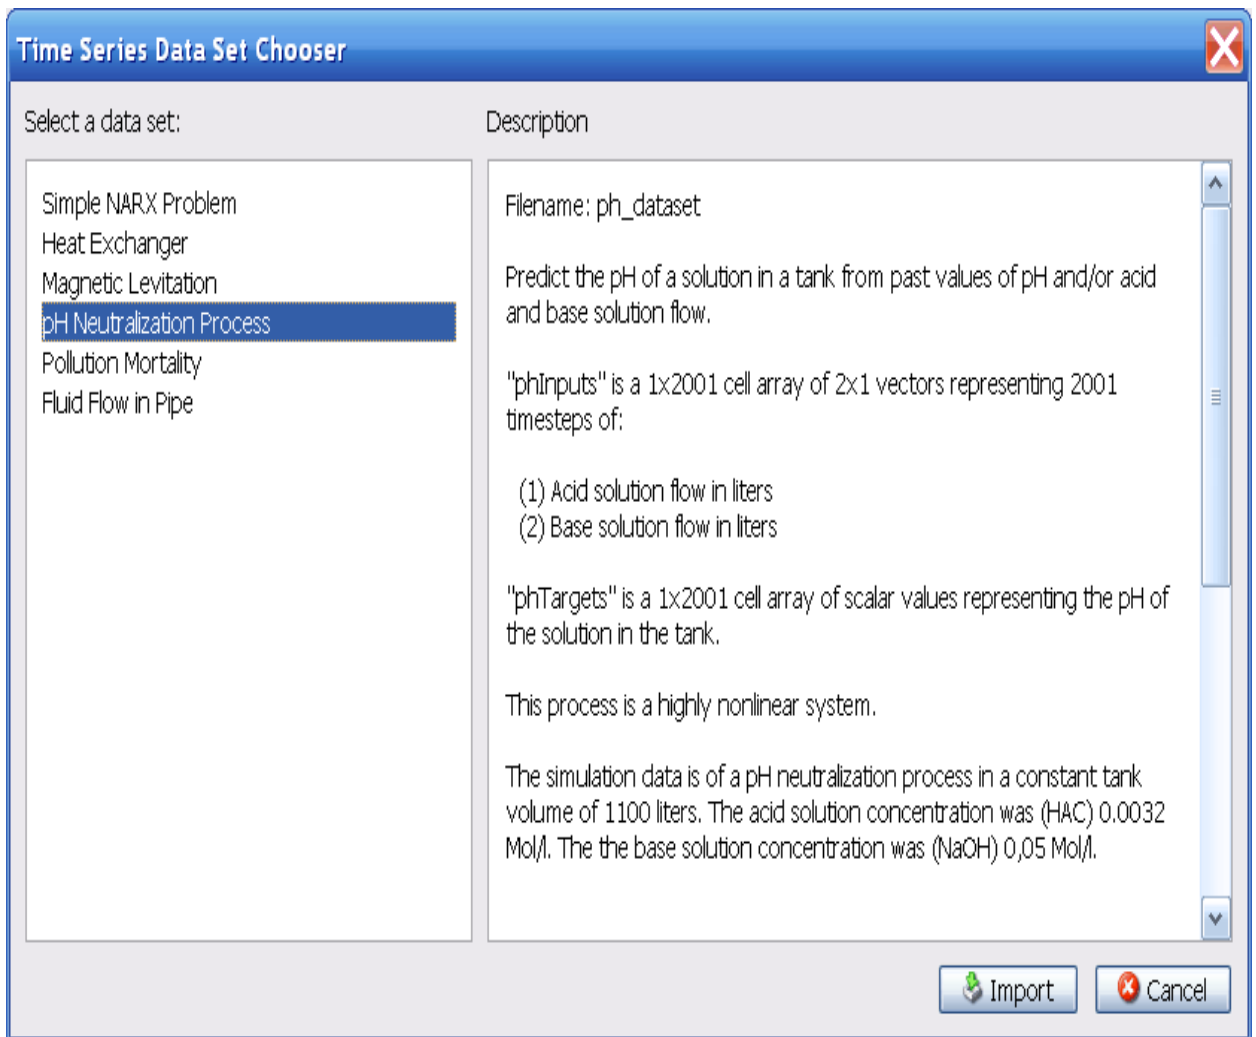 Time Series Data Set Chooser
Select a data set:
Simple NARX Problem
Heat Exchanger
Magnetic Levitation
pH Neutralization Process
Pollution Mortality
Fluid Flow in Pipe
Description
Filename: ph_dataset
Predict the pH of a solution in a tank from past values of pH and/or acid
and base solution flow.
"phInputs" is a 1x2001 cell array of 2x1 vectors representing 2001
timesteps of:
(1) Acid solution flow in liters
(2) Base solution flow in liters
"phTargets" is a 1x2001 cell array of scalar values representing the pH of
the solution in the tank.
This process is a highly nonlinear system.
The simulation data is of a pH neutralization process in a constant tank
volume of 1100 liters. The acid solution concentration was (HAC) 0.0032
Mol/l. The the base solution concentration was (NaOH) 0,05 Mol/l.
Import
Cancel